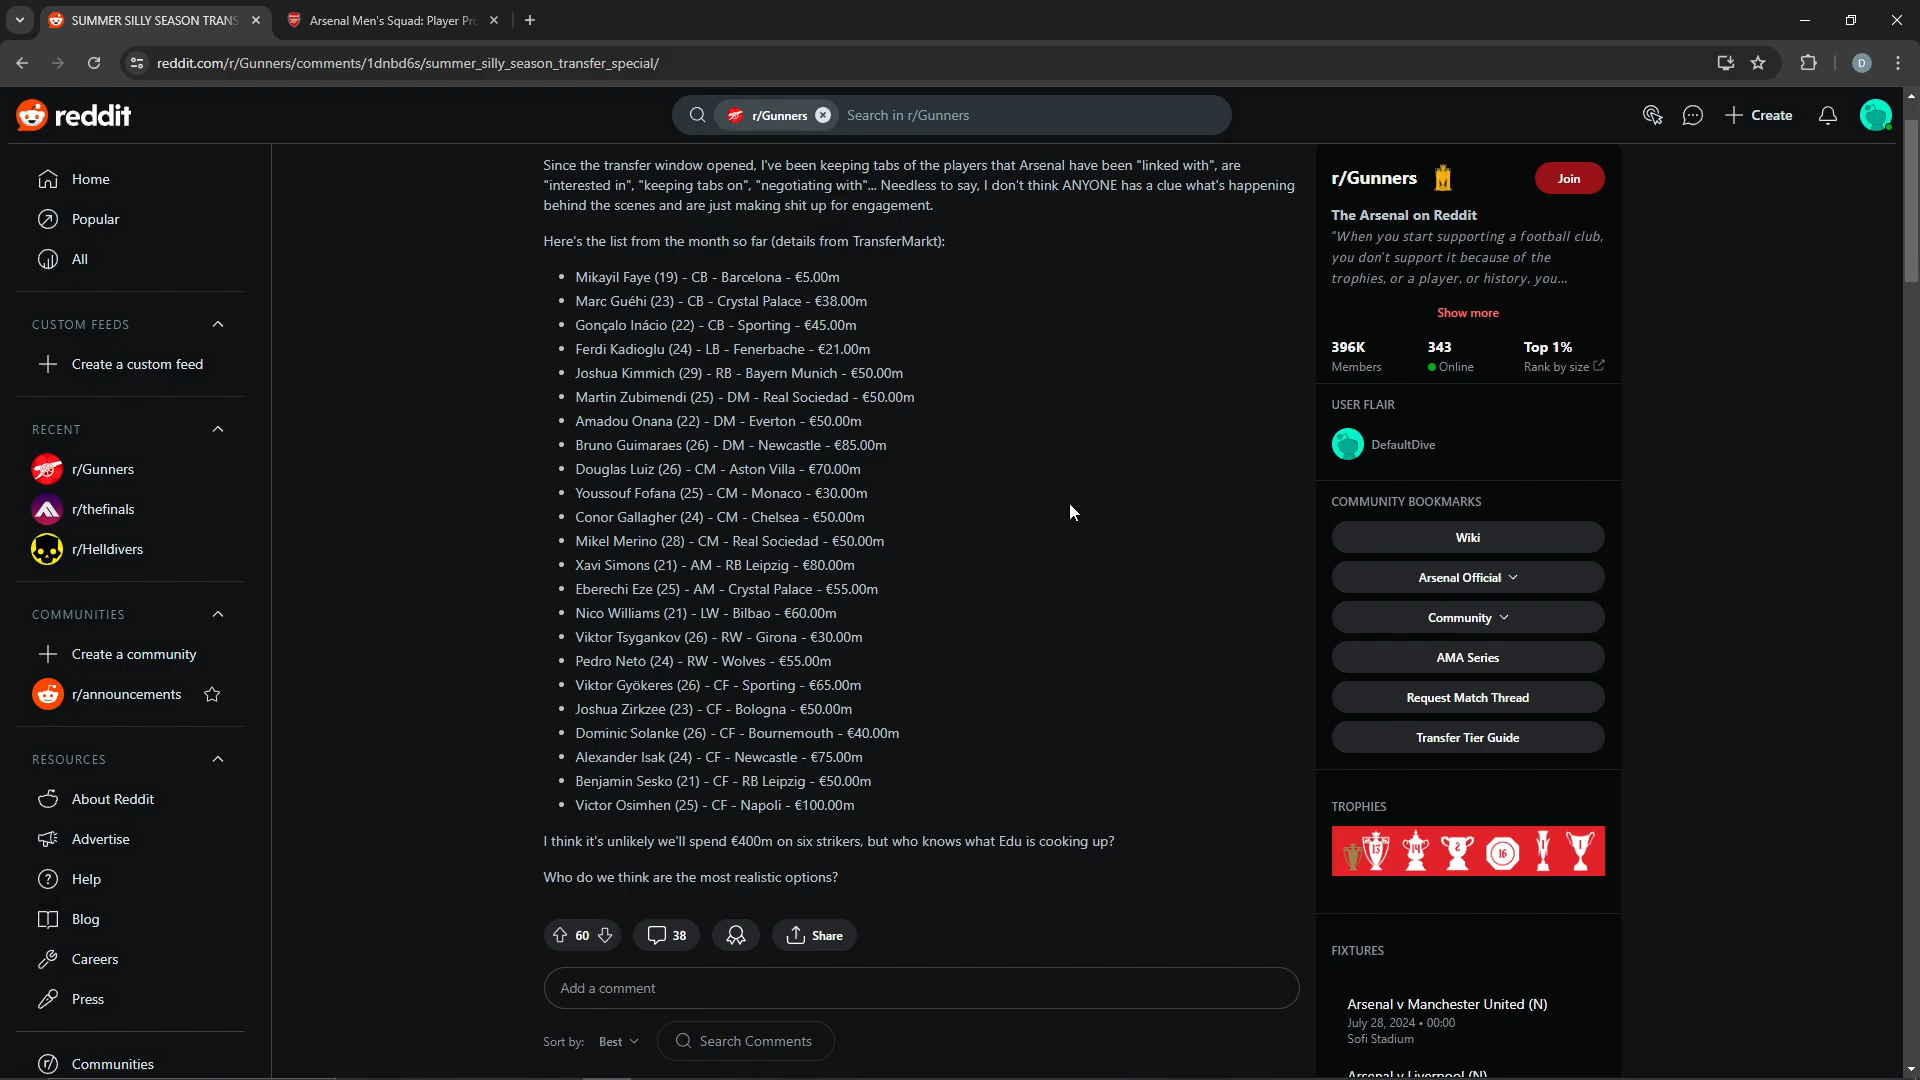 SUMMER SILLY SEASON TRANS
Arsenal Men's Squad: Player Pr
reddit.com/r/Gunners/comments/1dnbd6s/summer_silly_season_transfer_special/
D
reddit
r/Gunners
Search in r/Gunners
Create
Home
Popular
All
CUSTOM FEEDS
Create a custom feed
RECENT
r/Gunners
r/thefinals
r/Helldivers
COMMUNITIES
Create a community
r/announcements
RESOURCES
About Reddit
Advertise
Help
Blog
Careers
Press
Communities
Since the transfer window opened, I've been keeping tabs of the players that Arsenal have been "linked with", are
"interested in", "keeping tabs on", "negotiating with"... Needless to say, I don't think ANYONE has a clue what's happening
behind the scenes and are just making shit up for engagement.
Here's the list from the month so far (details from TransferMarkt):
• Mikayil Faye (19) - CB - Barcelona - €5.00m
• Marc Guéhi (23) - CB - Crystal Palace - €38.00m
• Gonçalo Inácio (22) - CB - Sporting - €45.00m
• Ferdi Kadioglu (24) - LB - Fenerbache - €21.00m
• Joshua Kimmich (29) - RB - Bayern Munich - €50.00m
• Martin Zubimendi (25) - DM - Real Sociedad - €50.00m
• Amadou Onana (22) - DM - Everton - €50.00m
• Bruno Guimaraes (26) - DM - Newcastle - €85.00m
• Douglas Luiz (26) - CM - Aston Villa - €70.00m
• Youssouf Fofana (25) - CM - Monaco - €30.00m
• Conor Gallagher (24) - CM - Chelsea - €50.00m
• Mikel Merino (28) - CM - Real Sociedad - €50.00m
• Xavi Simons (21) - AM - RB Leipzig - €80.00m
• Eberechi Eze (25) - AM - Crystal Palace - €55.00m
• Nico Williams (21) - LW - Bilbao - €60.00m
• Viktor Tsygankov (26) - RW - Girona - €30.00m
• Pedro Neto (24) - RW - Wolves - €55.00m
• Viktor Gyökeres (26) - CF - Sporting - €65.00m
• Joshua Zirkzee (23) - CF - Bologna - €50.00m
• Dominic Solanke (26) - CF - Bournemouth - €40.00m
• Alexander Isak (24) - CF - Newcastle - €75.00m
• Benjamin Sesko (21) - CF - RB Leipzig - €50.00m
• Victor Osimhen (25) - CF - Napoli - €100.00m
I think it's unlikely we'll spend €400m on six strikers, but who knows what Edu is cooking up?
Who do we think are the most realistic options?
60
38
Share
Add a comment
Sort by: Best
Search Comments
r/Gunners
Join
The Arsenal on Reddit
"When you start supporting a football club,
you don't support it because of the
trophies, or a player, or history, you...
Show more
396K 343 Top 1%
Members Online Rank by size
USER FLAIR
DefaultDive
COMMUNITY BOOKMARKS
Wiki
Arsenal Official
Community
AMA Series
Request Match Thread
Transfer Tier Guide
TROPHIES
13 14 2 16 1 1
FIXTURES
Arsenal v Manchester United (N)
July 28, 2024 • 00:00
Sofi Stadium
Arsenal v Liverpool (N)